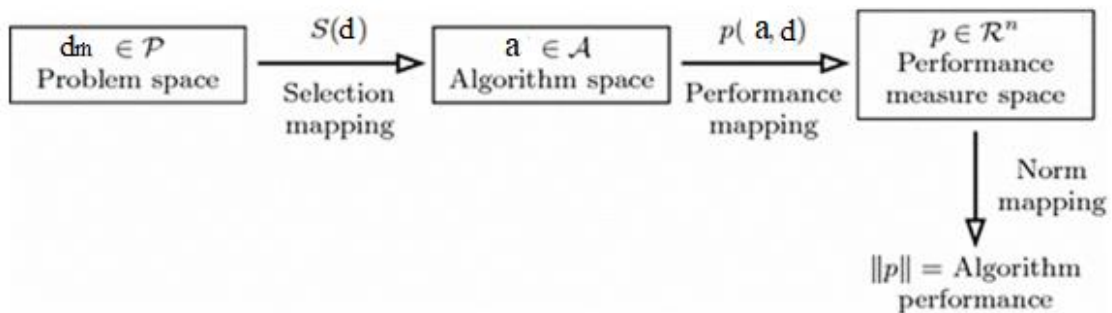 dm ∈ 𝒫
Problem space
S(d)
Selection
mapping
a ∈ 𝒜
Algorithm space
p( a,d)
Performance
mapping
p ∈ ℛⁿ
Performance
measure space
Norm
mapping
‖p‖ = Algorithm
performance